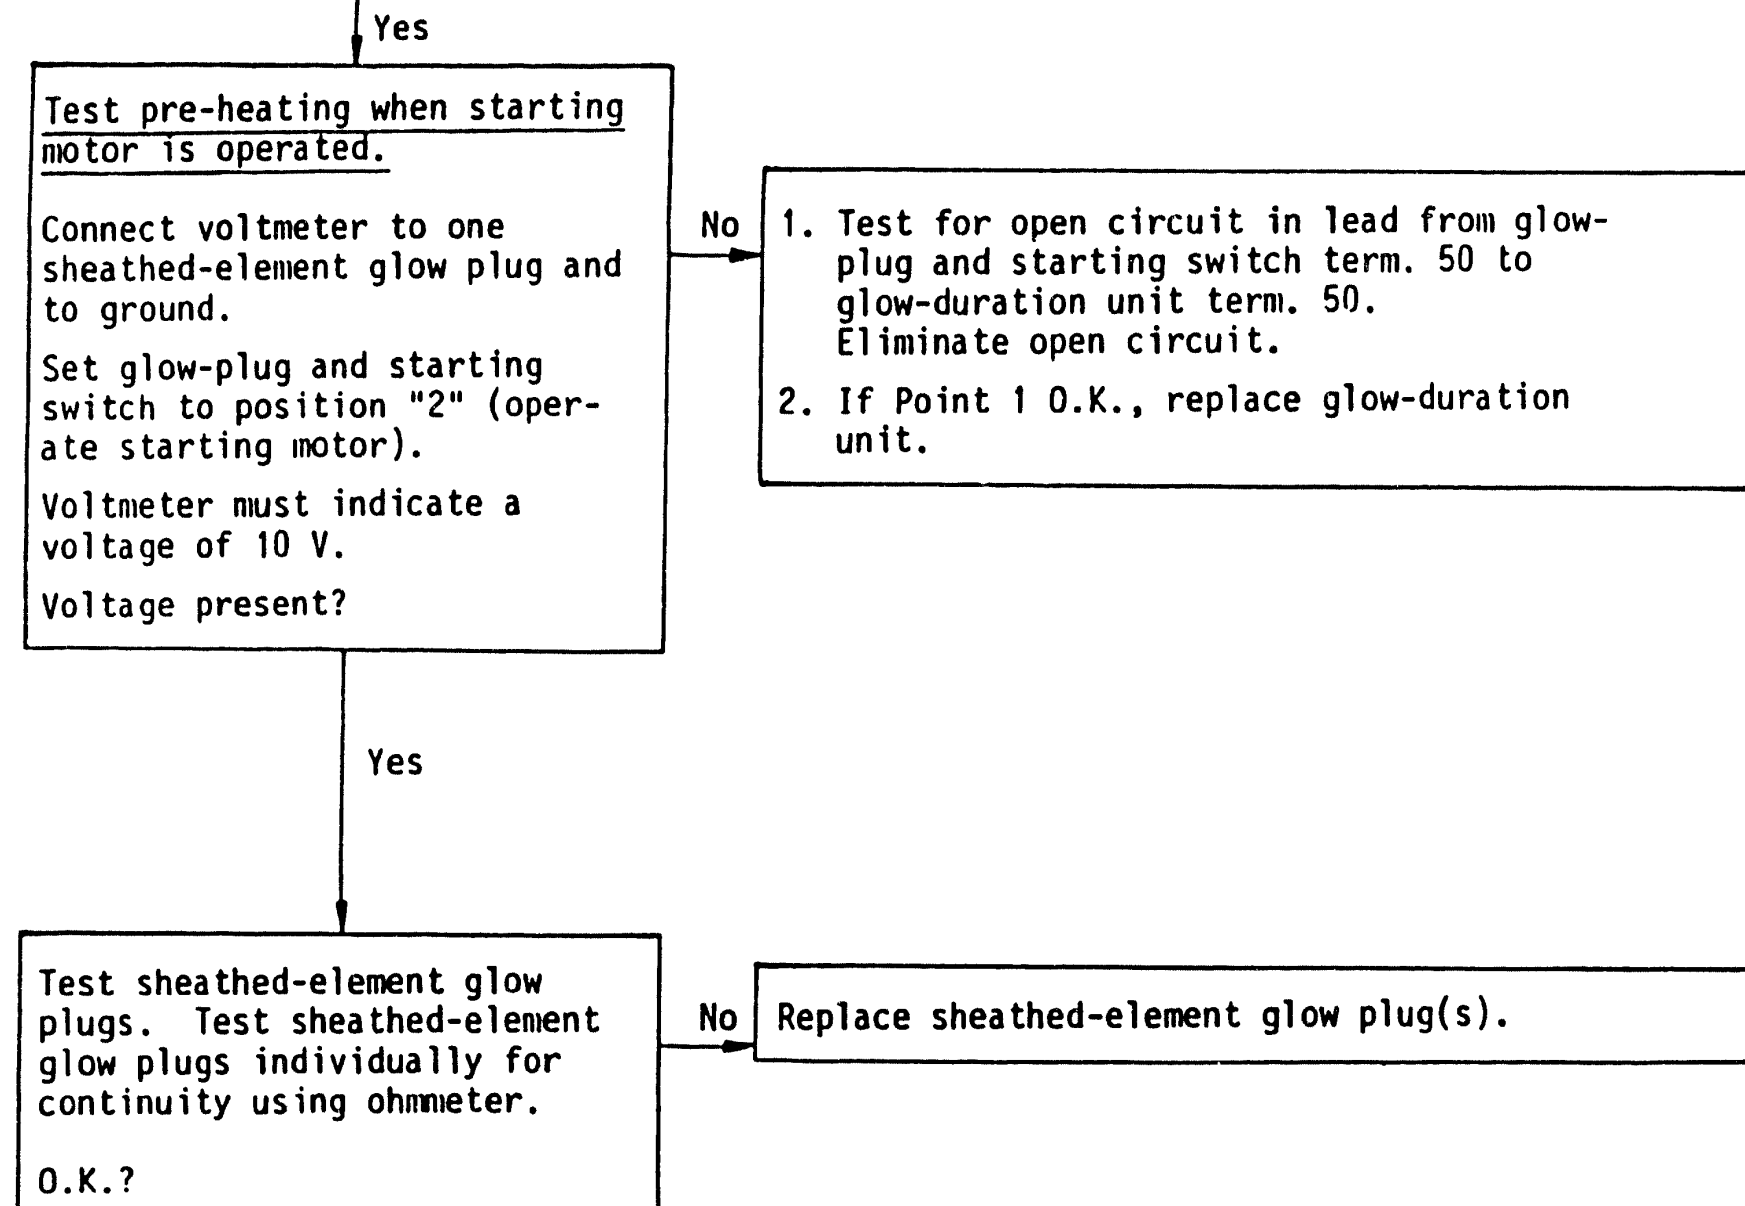 Yes
Test pre-heating when starting
motor is operated.
Connect voltmeter to one
sheathed-element glow plug and
to ground.
Set glow-plug and starting
switch to position "2" (oper-
ate starting motor).
Voltmeter must indicate a
voltage of 10 V.
Voltage present?
No
1. Test for open circuit in lead from glow-
plug and starting switch term. 50 to
glow-duration unit term. 50.
Eliminate open circuit.
2. If Point 1 O.K., replace glow-duration
unit.
Yes
Test sheathed-element glow
plugs. Test sheathed-element
glow plugs individually for
continuity using ohmmeter.
O.K.?
No
Replace sheathed-element glow plug(s).